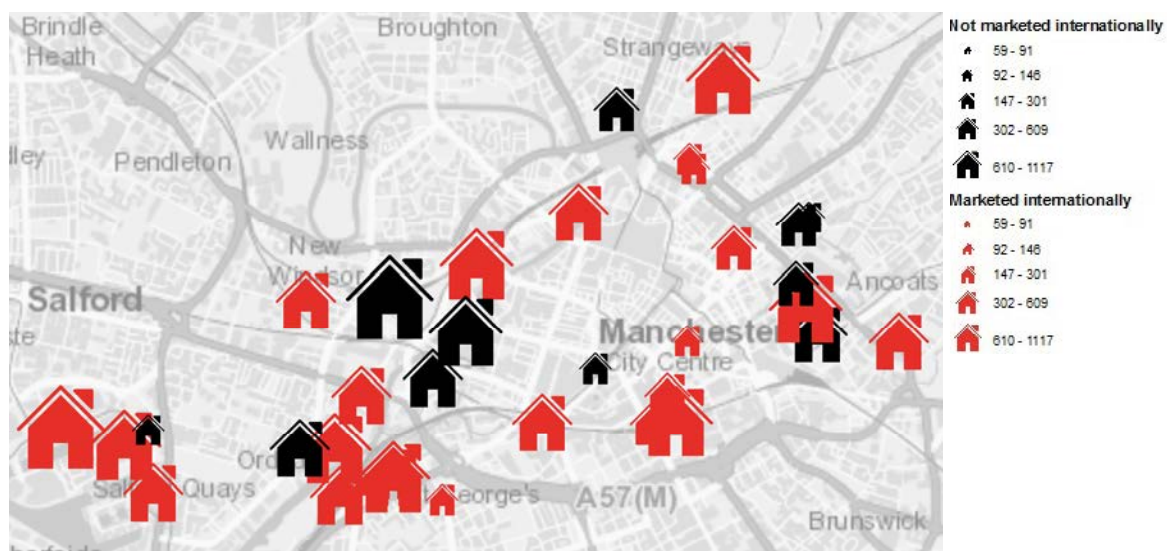 Brindle
Heath
Broughton
Strangeways
Wallness
Pendleton
New
Windsor
Salford
Ancoats
Manchester
City Centre
Salford Quays
George's
A57(M)
Brunswick
Not marketed internationally
59 - 91
92 - 146
147 - 301
302 - 609
610 - 1117
Marketed internationally
59 - 91
92 - 146
147 - 301
302 - 609
610 - 1117